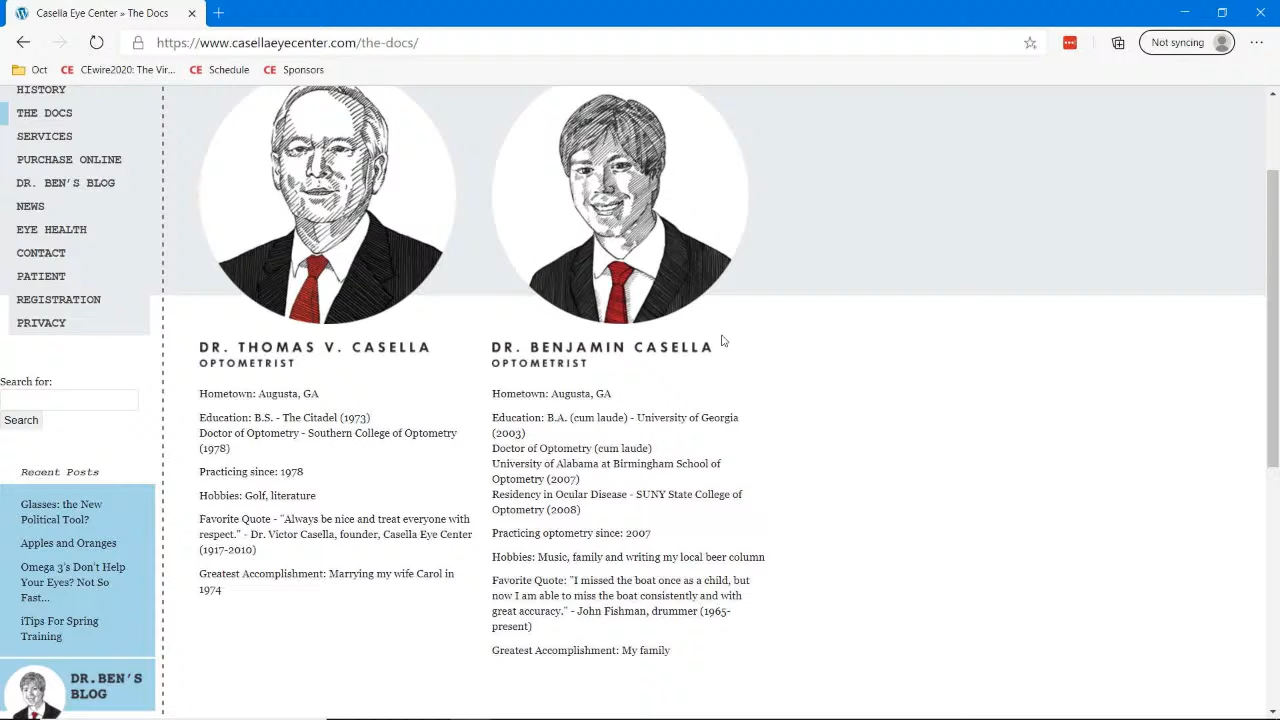 Casella Eye Center » The Docs
https://www.casellaeyecenter.com/the-docs/
Not syncing
Oct
CEwire2020: The Vir...
Schedule
Sponsors
HISTORY
THE DOCS
SERVICES
PURCHASE ONLINE
DR. BEN'S BLOG
NEWS
EYE HEALTH
CONTACT
PATIENT
REGISTRATION
PRIVACY
Search for:
Search
Recent Posts
Glasses: the New
Political Tool?
Apples and Oranges
Omega 3's Don't Help
Your Eyes? Not So
Fast...
iTips For Spring
Training
DR.BEN'S
BLOG
DR. THOMAS V. CASELLA
OPTOMETRIST
Hometown: Augusta, GA
Education: B.S. - The Citadel (1973)
Doctor of Optometry - Southern College of Optometry
(1978)
Practicing since: 1978
Hobbies: Golf, literature
Favorite Quote - "Always be nice and treat everyone with
respect." - Dr. Victor Casella, founder, Casella Eye Center
(1917-2010)
Greatest Accomplishment: Marrying my wife Carol in
1974
DR. BENJAMIN CASELLA
OPTOMETRIST
Hometown: Augusta, GA
Education: B.A. (cum laude) - University of Georgia
(2003)
Doctor of Optometry (cum laude)
University of Alabama at Birmingham School of
Optometry (2007)
Residency in Ocular Disease - SUNY State College of
Optometry (2008)
Practicing optometry since: 2007
Hobbies: Music, family and writing my local beer column
Favorite Quote: "I missed the boat once as a child, but
now I am able to miss the boat consistently and with
great accuracy." - John Fishman, drummer (1965-
present)
Greatest Accomplishment: My family